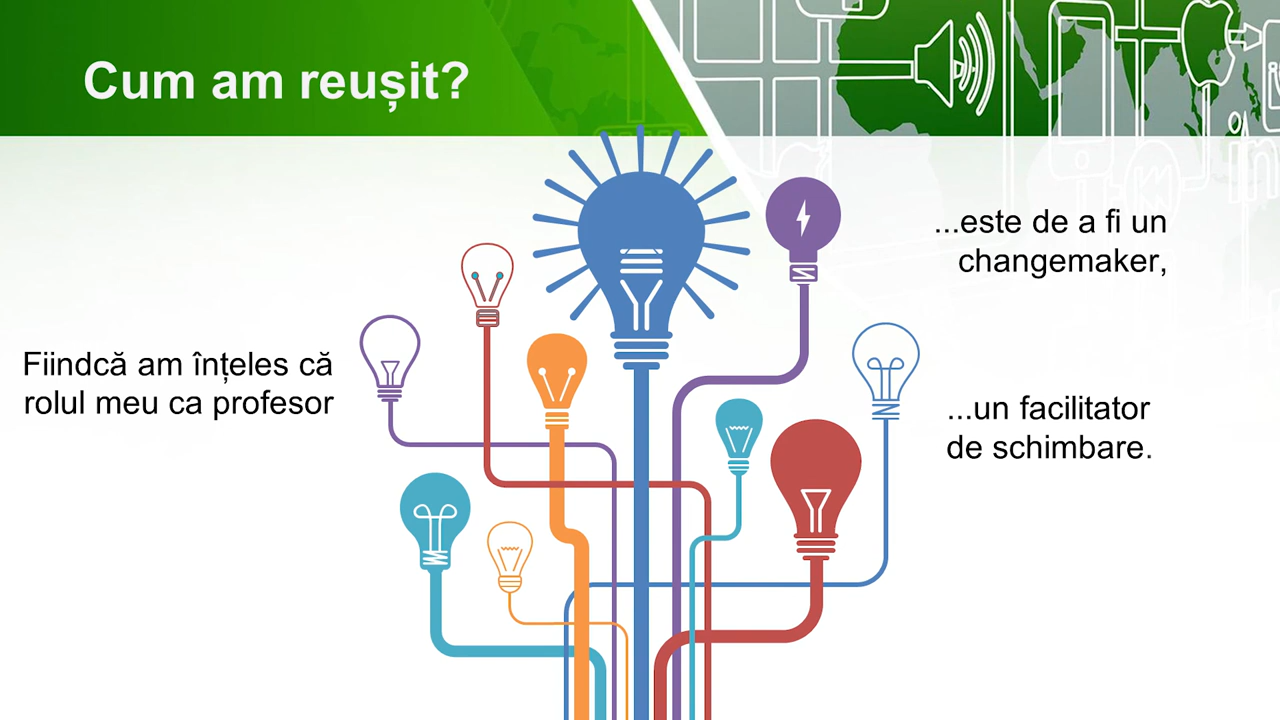 Cum am reușit?
Fiindcă am înțeles că
rolul meu ca profesor
...este de a fi un
changemaker,
...un facilitator
de schimbare.